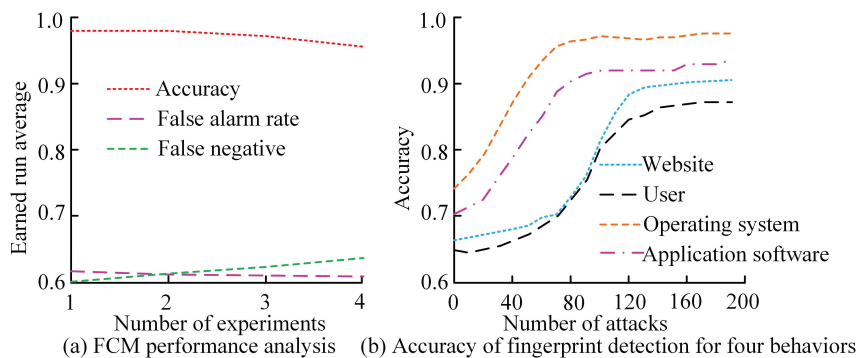 1.0
0.9
0.8
0.7
0.6
Earned run average
Accuracy
False alarm rate
False negative
1 2 3 4
Number of experiments
(a) FCM performance analysis
1.0
0.9
0.8
0.7
0.6
Accuracy
Website
User
Operating system
Application software
0 40 80 120 160 200
Number of attacks
(b) Accuracy of fingerprint detection for four behaviors